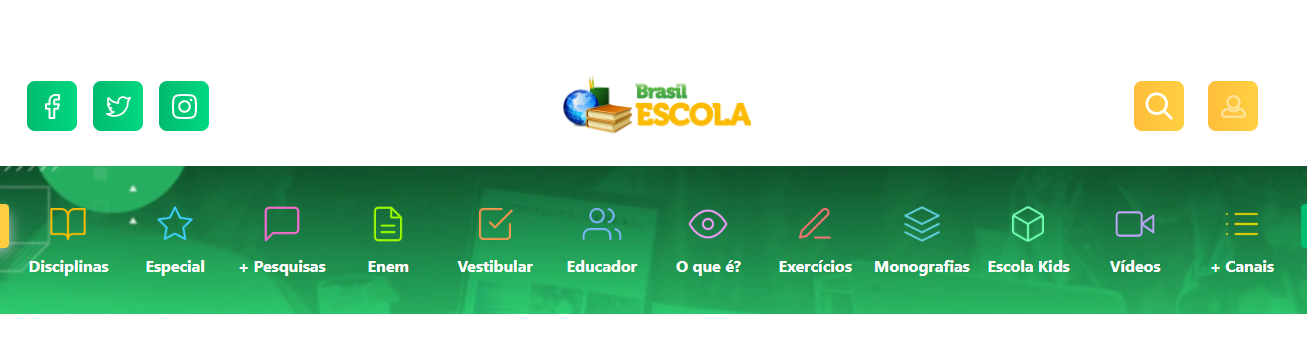 Brasil
ESCOLA
Disciplinas
Especial
+ Pesquisas
Enem
Vestibular
Educador
O que é?
Exercícios
Monografias
Escola Kids
Vídeos
+ Canais